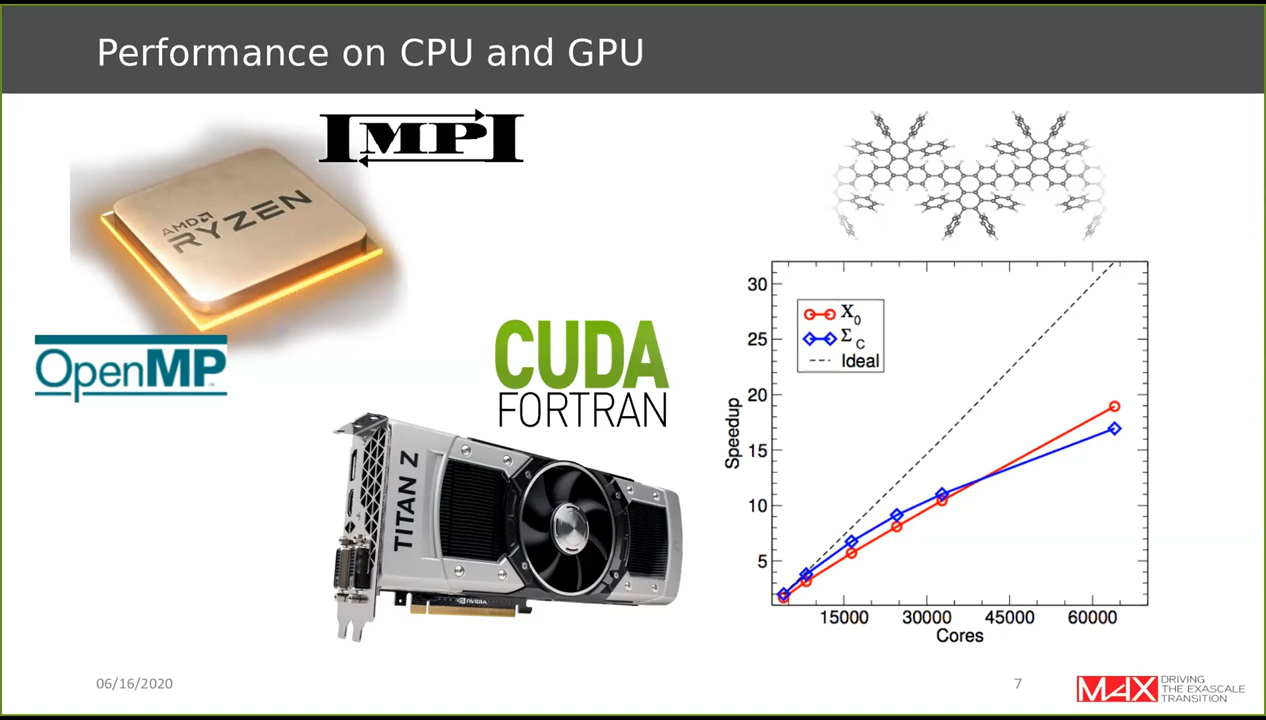 Performance on CPU and GPU
MPI
AMD
RYZEN
OpenMP
CUDA
FORTRAN
TITAN Z
NVIDIA
30
25
20
15
10
5
Speedup
X₀
Σ_C
Ideal
15000 30000 45000 60000
Cores
06/16/2020
7
MAX
DRIVING
THE EXASCALE
TRANSITION